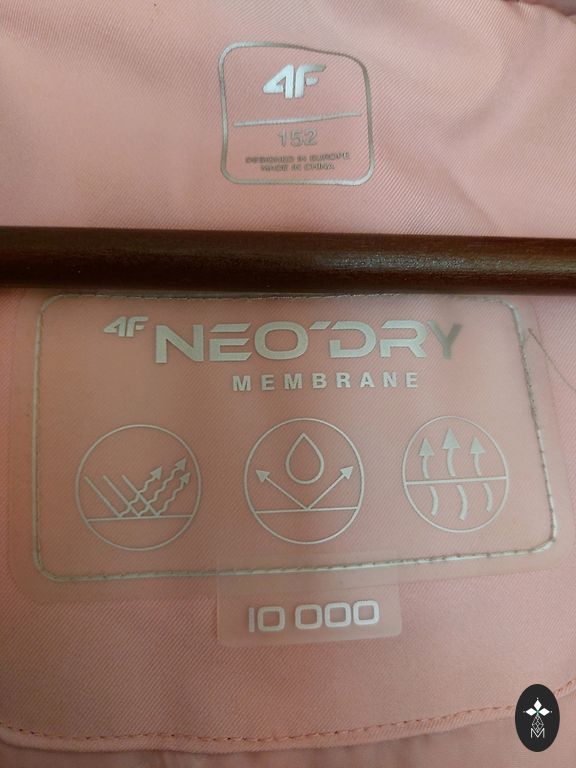 4F
152
DESIGNED IN EUROPE
MADE IN CHINA
4F NEO'DRY
MEMBRANE
10 000
M